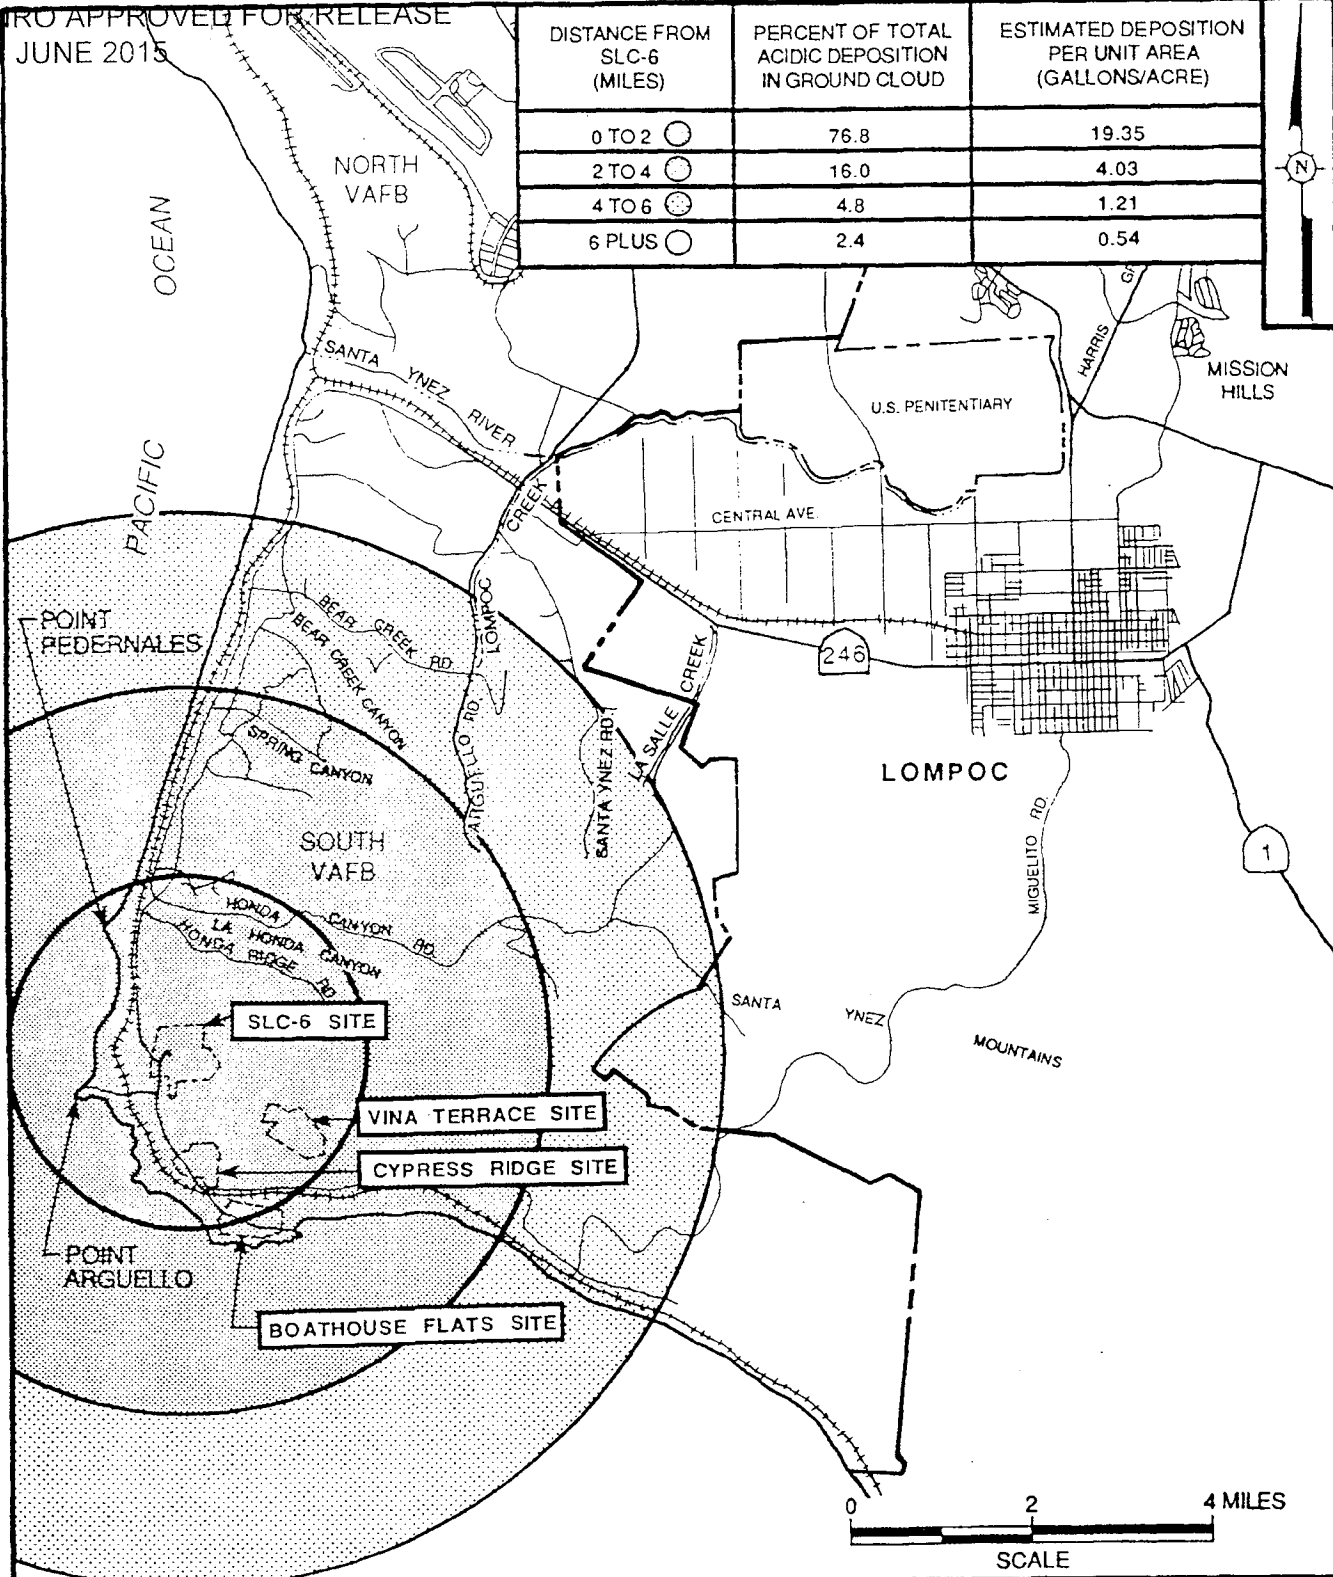 NRO APPROVED FOR RELEASE
JUNE 2015
DISTANCE FROM
SLC-6
(MILES)
PERCENT OF TOTAL
ACIDIC DEPOSITION
IN GROUND CLOUD
ESTIMATED DEPOSITION
PER UNIT AREA
(GALLONS/ACRE)
0 TO 2
76.8
19.35
2 TO 4
16.0
4.03
4 TO 6
4.8
1.21
6 PLUS
2.4
0.54
N
NORTH
VAFB
PACIFIC OCEAN
SANTA YNEZ RIVER
HARRIS
MISSION
HILLS
U.S. PENITENTIARY
LOMPOC CREEK
CENTRAL AVE.
246
POINT
PEDERNALES
BEAR CREEK RD.
BEAR CREEK CANYON
SPRING CANYON
ARGUELLO RD.
SANTA YNEZ RD.
LA SALLE CREEK
LOMPOC
MIGUELITO RD.
1
SOUTH
VAFB
HONDA CANYON RD.
LA HONDA CANYON
HONDA RIDGE RD.
SLC-6 SITE
SANTA YNEZ MOUNTAINS
VINA TERRACE SITE
CYPRESS RIDGE SITE
POINT
ARGUELLO
BOATHOUSE FLATS SITE
0 2 4 MILES
SCALE